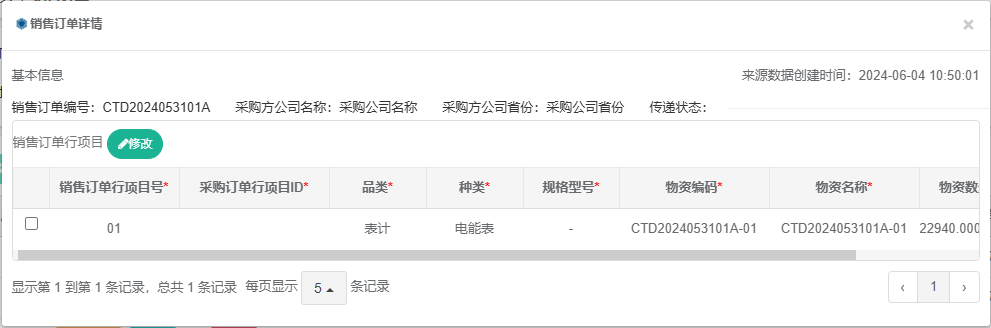 销售订单详情 ×
基本信息 来源数据创建时间：2024-06-04 10:50:01
销售订单编号：CTD2024053101A 采购方公司名称：采购公司名称 采购方公司省份：采购公司省份 传递状态：
销售订单行项目 修改
销售订单行项目号* 采购订单行项目ID* 品类* 种类* 规格型号* 物资编码* 物资名称* 物资数
01 表计 电能表 - CTD2024053101A-01 CTD2024053101A-01 22940.000
显示第 1 到第 1 条记录，总共 1 条记录 每页显示 5 条记录 ‹ 1 ›